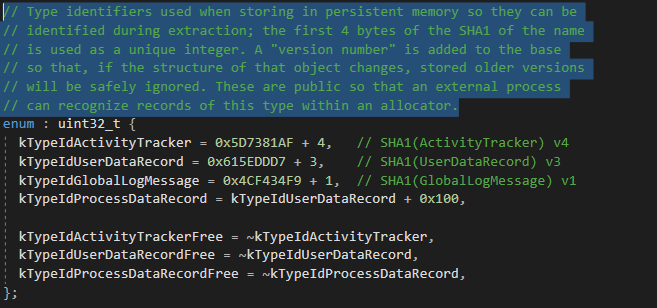 // Type identifiers used when storing in persistent memory so they can be
// identified during extraction; the first 4 bytes of the SHA1 of the name
// is used as a unique integer. A "version number" is added to the base
// so that, if the structure of that object changes, stored older versions
// will be safely ignored. These are public so that an external process
// can recognize records of this type within an allocator.
enum : uint32_t {
  kTypeIdActivityTracker = 0x5D7381AF + 4,   // SHA1(ActivityTracker) v4
  kTypeIdUserDataRecord = 0x615EDDD7 + 3,    // SHA1(UserDataRecord) v3
  kTypeIdGlobalLogMessage = 0x4CF434F9 + 1,  // SHA1(GlobalLogMessage) v1
  kTypeIdProcessDataRecord = kTypeIdUserDataRecord + 0x100,

  kTypeIdActivityTrackerFree = ~kTypeIdActivityTracker,
  kTypeIdUserDataRecordFree = ~kTypeIdUserDataRecord,
  kTypeIdProcessDataRecordFree = ~kTypeIdProcessDataRecord,
};